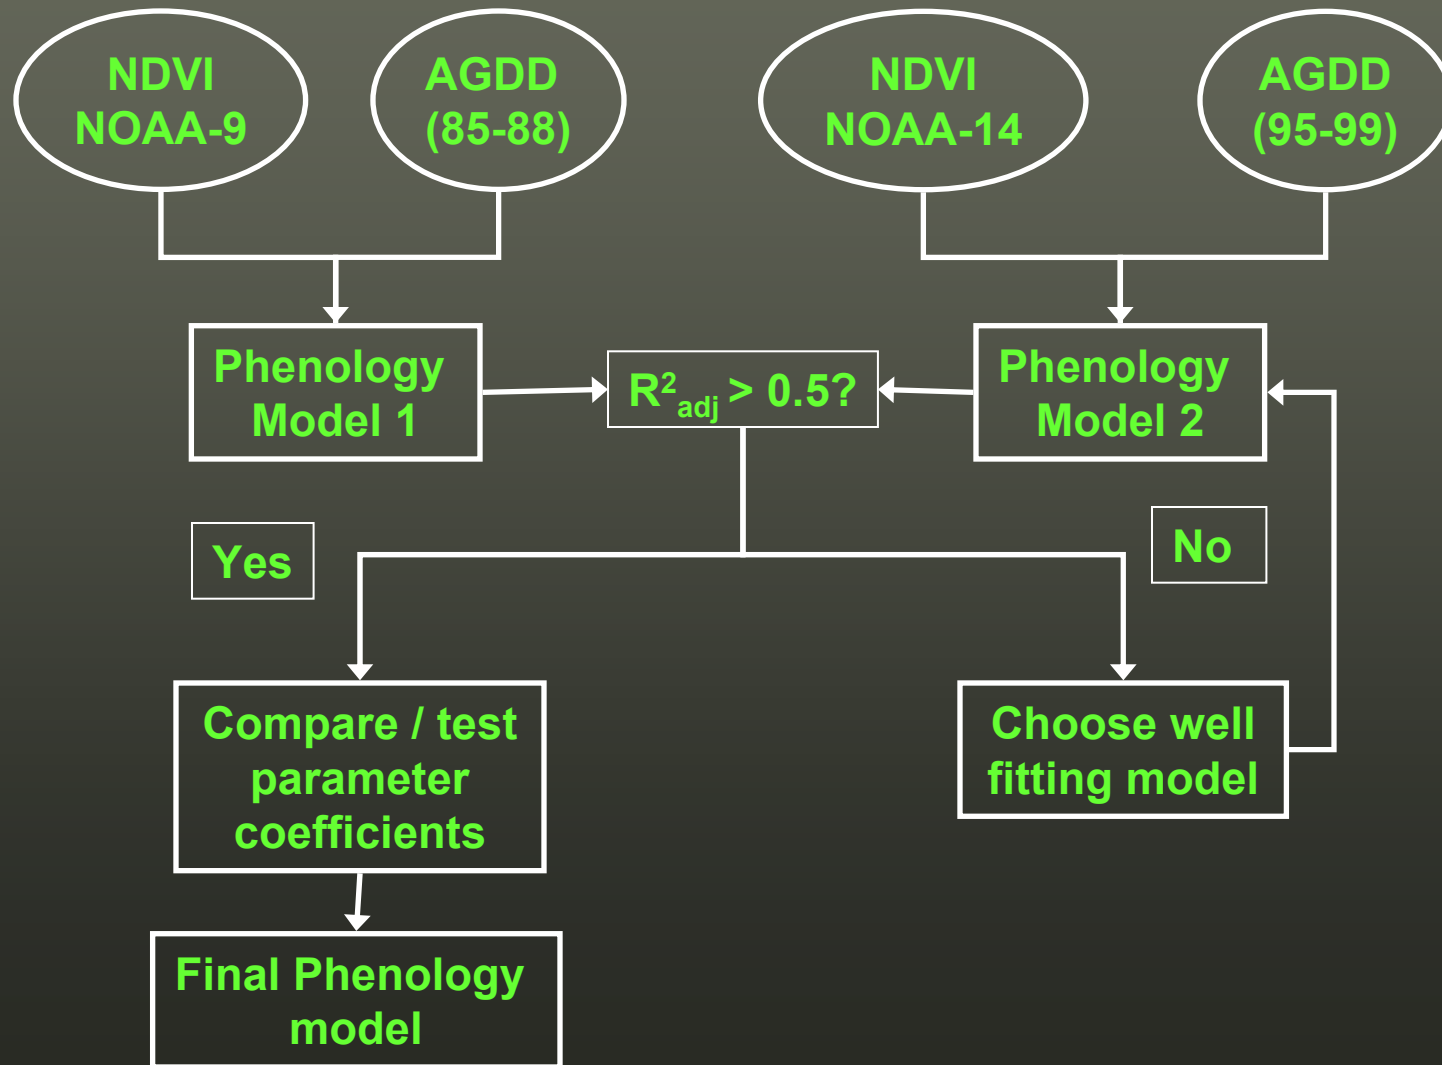 NDVI
NOAA-9
AGDD
(85-88)
NDVI
NOAA-14
AGDD
(95-99)
Phenology
Model 1
R²adj > 0.5?
Phenology
Model 2
Yes
No
Compare / test
parameter
coefficients
Choose well
fitting model
Final Phenology
model